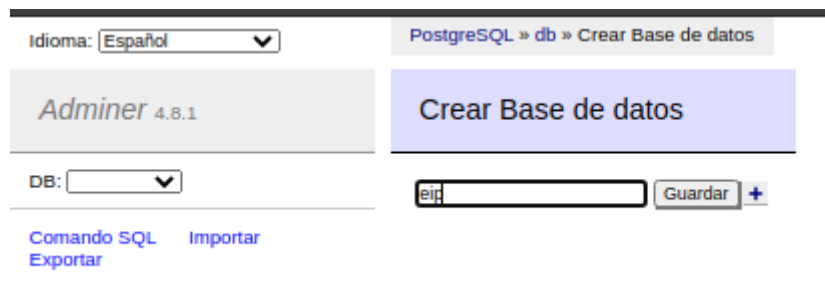 Idioma: Español
PostgreSQL » db » Crear Base de datos
Adminer 4.8.1
Crear Base de datos
DB:
eip
Guardar +
Comando SQL Importar
Exportar